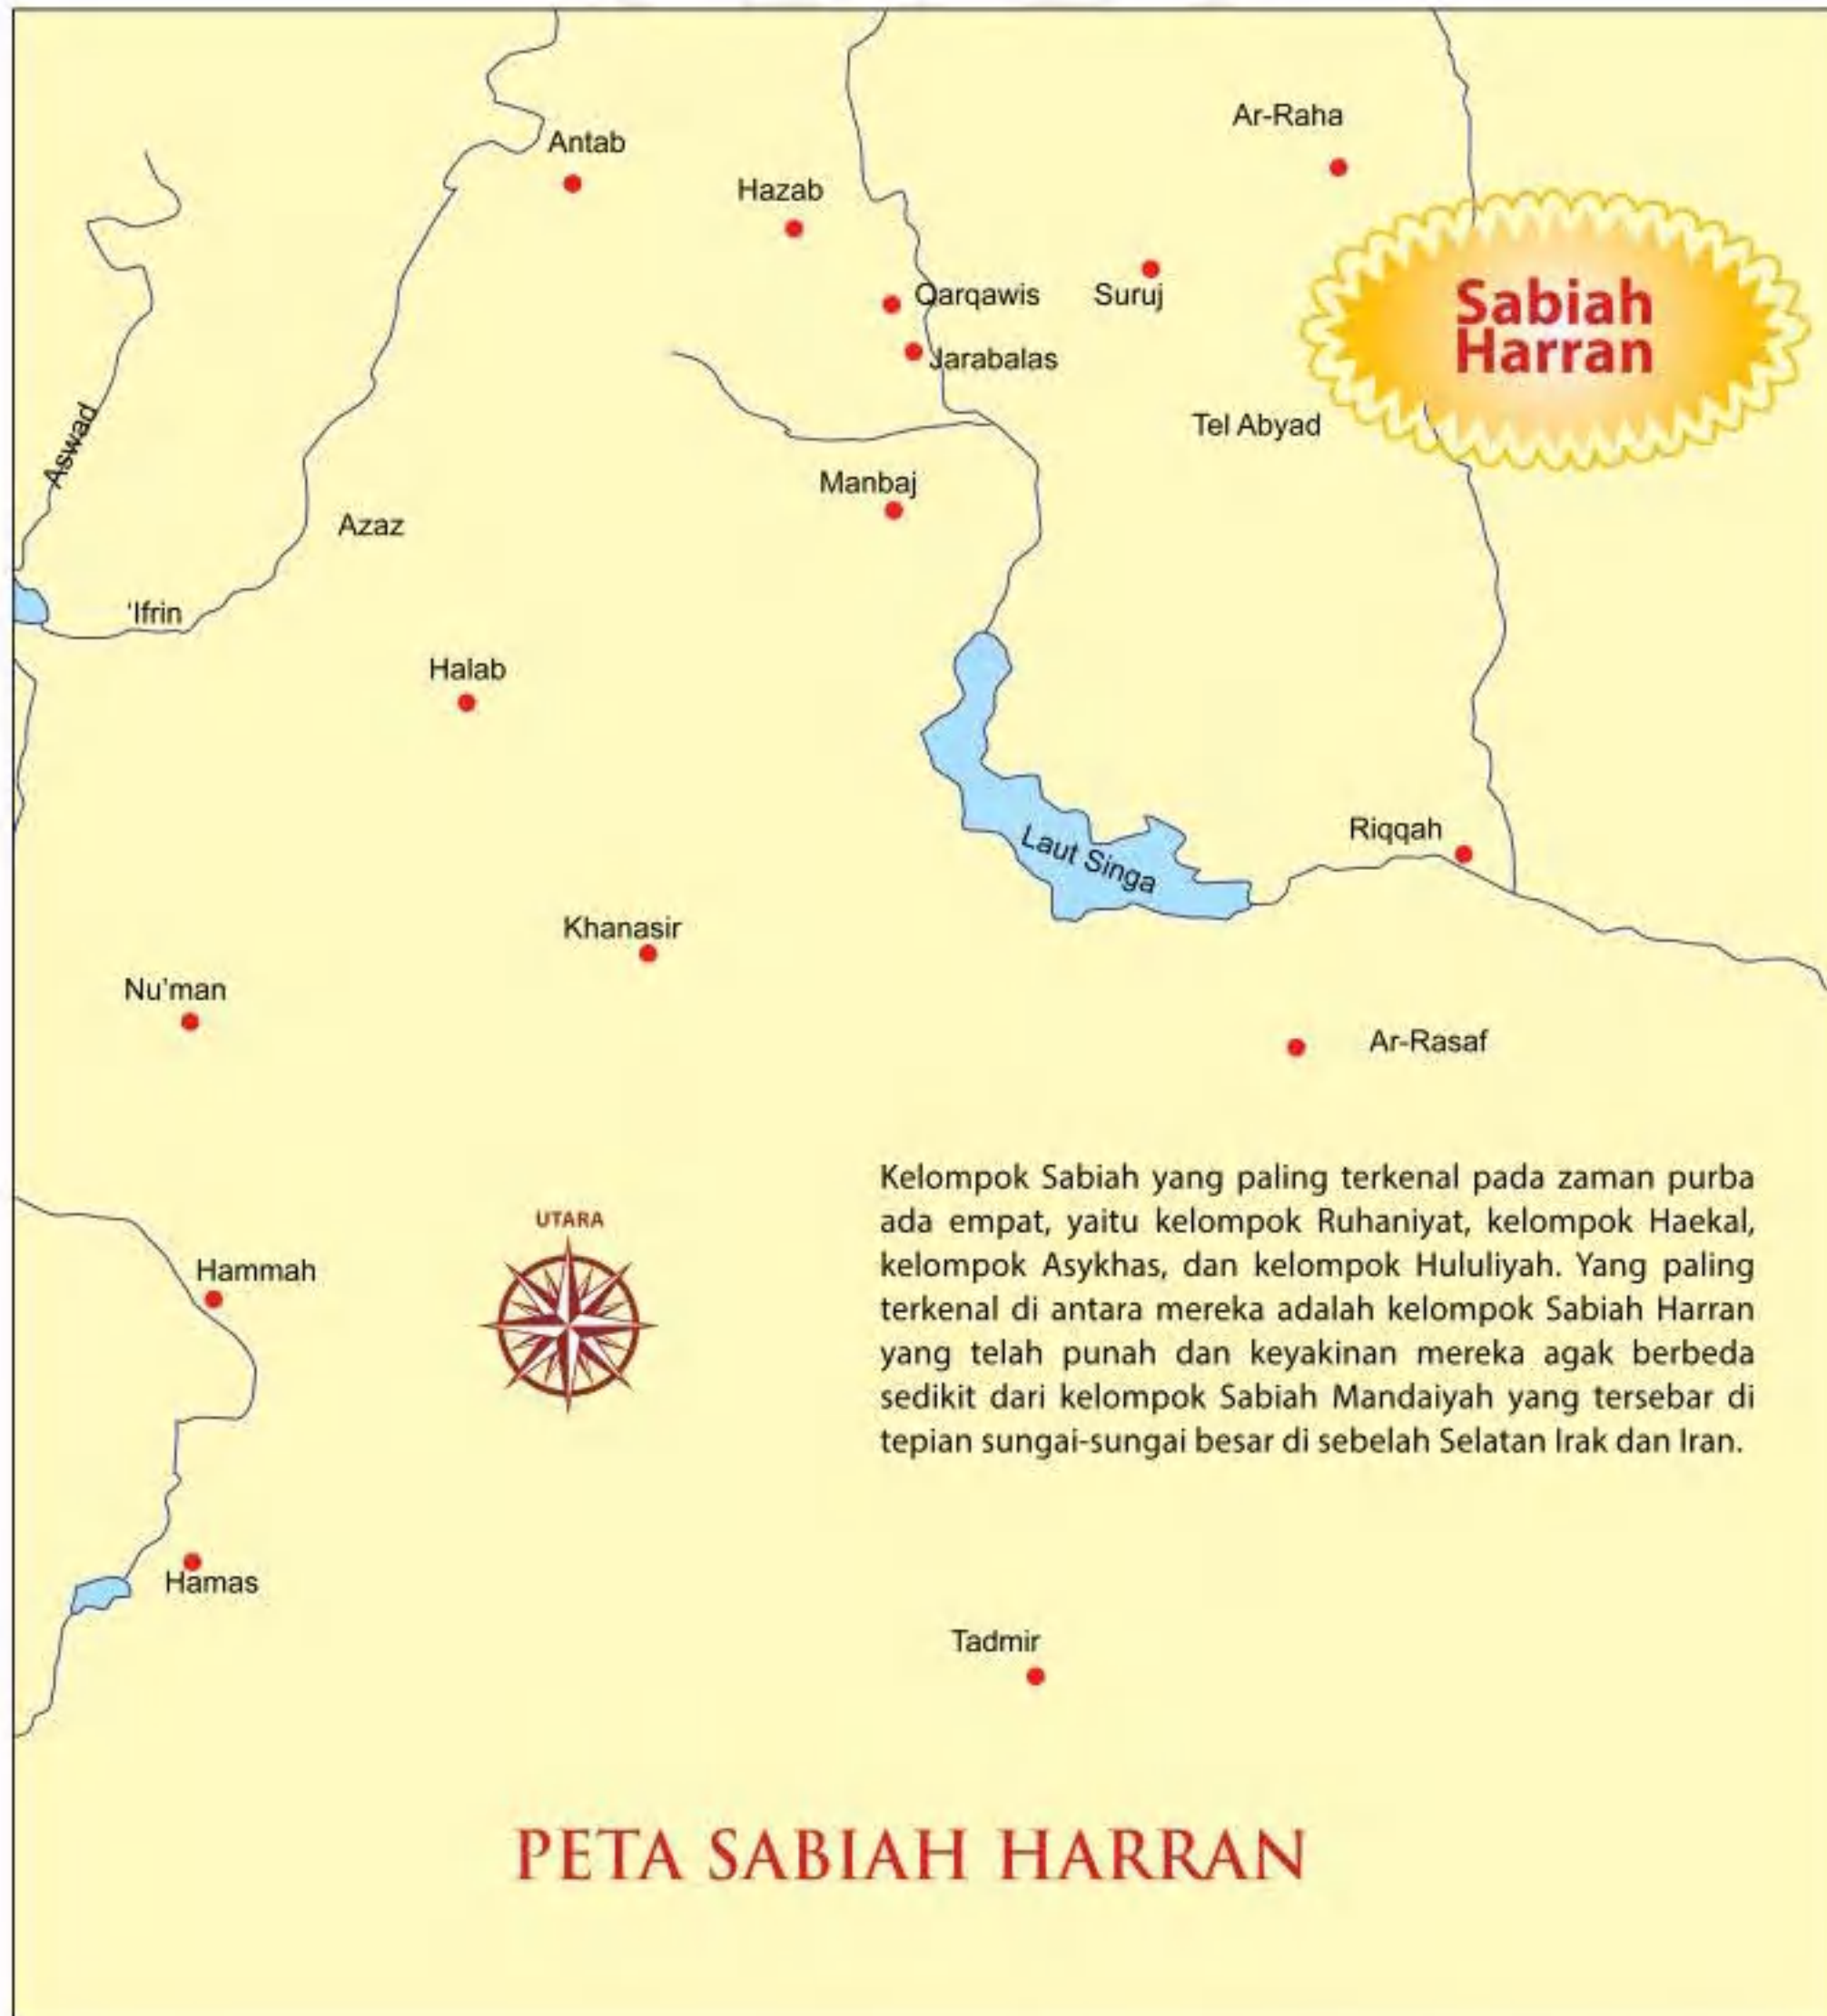 Ar-Raha
Antab
Hazab
Sabiah
Harran
Qarqawis
Suruj
Jarabalas
Aswad
Tel Abyad
Manbaj
Azaz
'Ifrin
Halab
Laut Singa
Riqqah
Khanasir
Nu'man
Ar-Rasaf
Kelompok Sabiah yang paling terkenal pada zaman purba
ada empat, yaitu kelompok Ruhaniyat, kelompok Haekal,
kelompok Asykhas, dan kelompok Hululiyah. Yang paling
terkenal di antara mereka adalah kelompok Sabiah Harran
yang telah punah dan keyakinan mereka agak berbeda
sedikit dari kelompok Sabiah Mandaiyah yang tersebar di
tepian sungai-sungai besar di sebelah Selatan Irak dan Iran.
UTARA
Hammah
Hamas
Tadmir
PETA SABIAH HARRAN